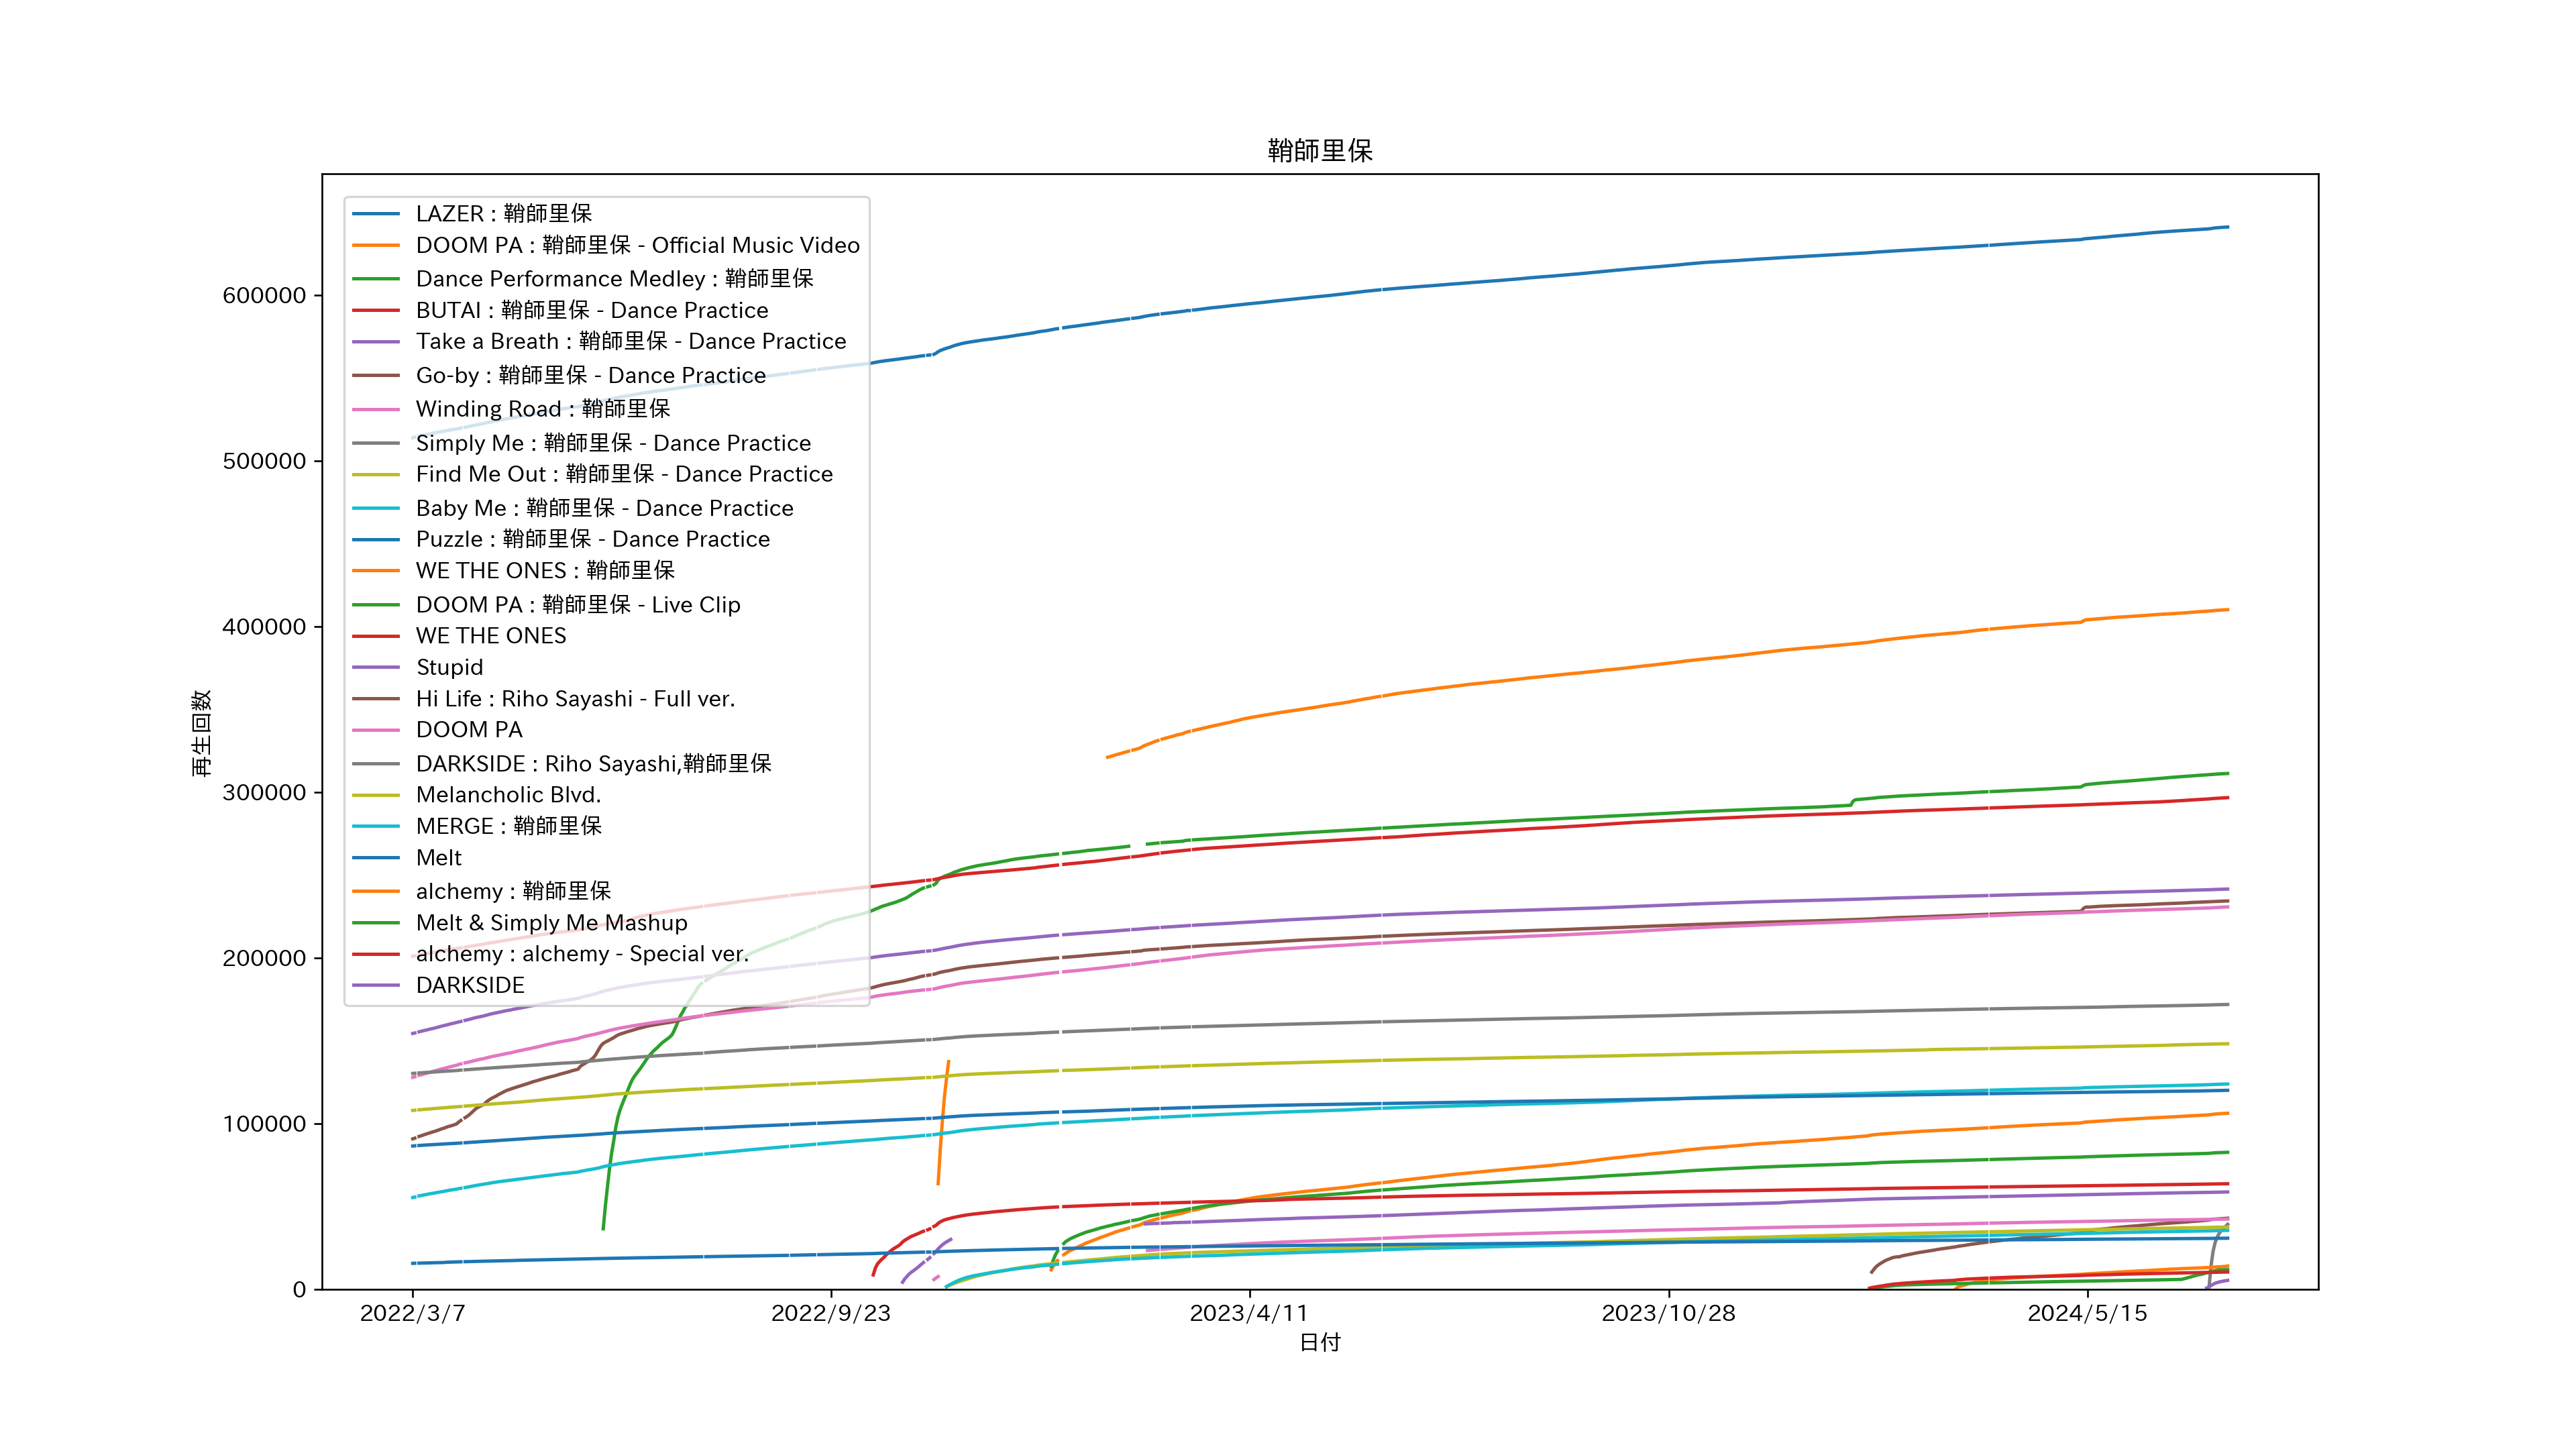 鞘師里保
LAZER : 鞘師里保
DOOM PA : 鞘師里保 - Official Music Video
Dance Performance Medley : 鞘師里保
BUTAI : 鞘師里保 - Dance Practice
Take a Breath : 鞘師里保 - Dance Practice
Go-by : 鞘師里保 - Dance Practice
Winding Road : 鞘師里保
Simply Me : 鞘師里保 - Dance Practice
Find Me Out : 鞘師里保 - Dance Practice
Baby Me : 鞘師里保 - Dance Practice
Puzzle : 鞘師里保 - Dance Practice
WE THE ONES : 鞘師里保
DOOM PA : 鞘師里保 - Live Clip
WE THE ONES
Stupid
Hi Life : Riho Sayashi - Full ver.
DOOM PA
DARKSIDE : Riho Sayashi,鞘師里保
Melancholic Blvd.
MERGE : 鞘師里保
Melt
alchemy : 鞘師里保
Melt & Simply Me Mashup
alchemy : alchemy - Special ver.
DARKSIDE
600000
500000
400000
300000
200000
100000
0
再生回数
2022/3/7
2022/9/23
2023/4/11
2023/10/28
2024/5/15
日付